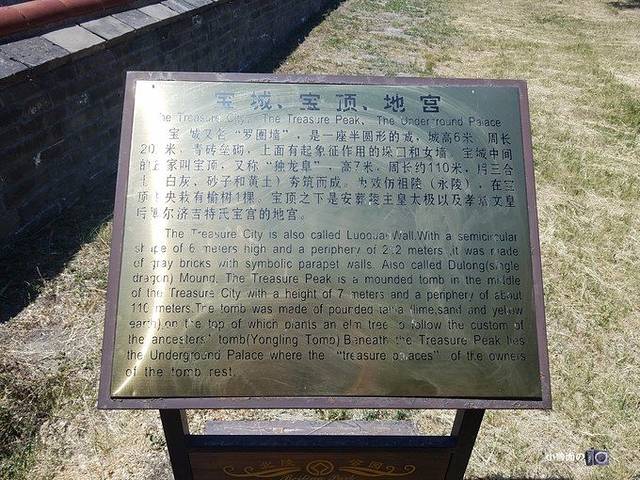 宝城、宝顶、地宫
The Treasure City、The Treasure Peak、The Underground Palace
宝 城又名“罗圈墙”，是一座半圆形的城，城高6米 周长
米，青砖垒砌，上面有起象征作用的垛口和女墙。宝城中间
家叫宝顶，又称“独龙阜”，高7米，周长约110米，用三合
白灰、砂子和黄土）夯筑而成。为效仿祖陵（永陵），在宝
顶 央栽有榆树1棵。宝顶之下是安葬陵主皇太极以及孝端文皇
后 尔济吉特氏宝宫的地宫。
The Treasure City is also called Luoquan Wall.With a semicircular
shape of 6 meters high and a periphery of meters ,it was made
of gray bricks with symbolic parapet walls. Also called Dulong(single
dragon) Mound, The Treasure Peak is a mounded tomb in the middle
of the Treasure City with a height of 7 meters and a periphery of about
110 meters.The tomb was made of pounded (lime,sand and yellow
earth) on the top of which plants an elm tree to follow the custom of
the ancesters' tomb(Yongling Tomb) Beneath the Treasure Peak lies
the Underground Palace where the “treasure palaces” of the owners
of the tomb rest.